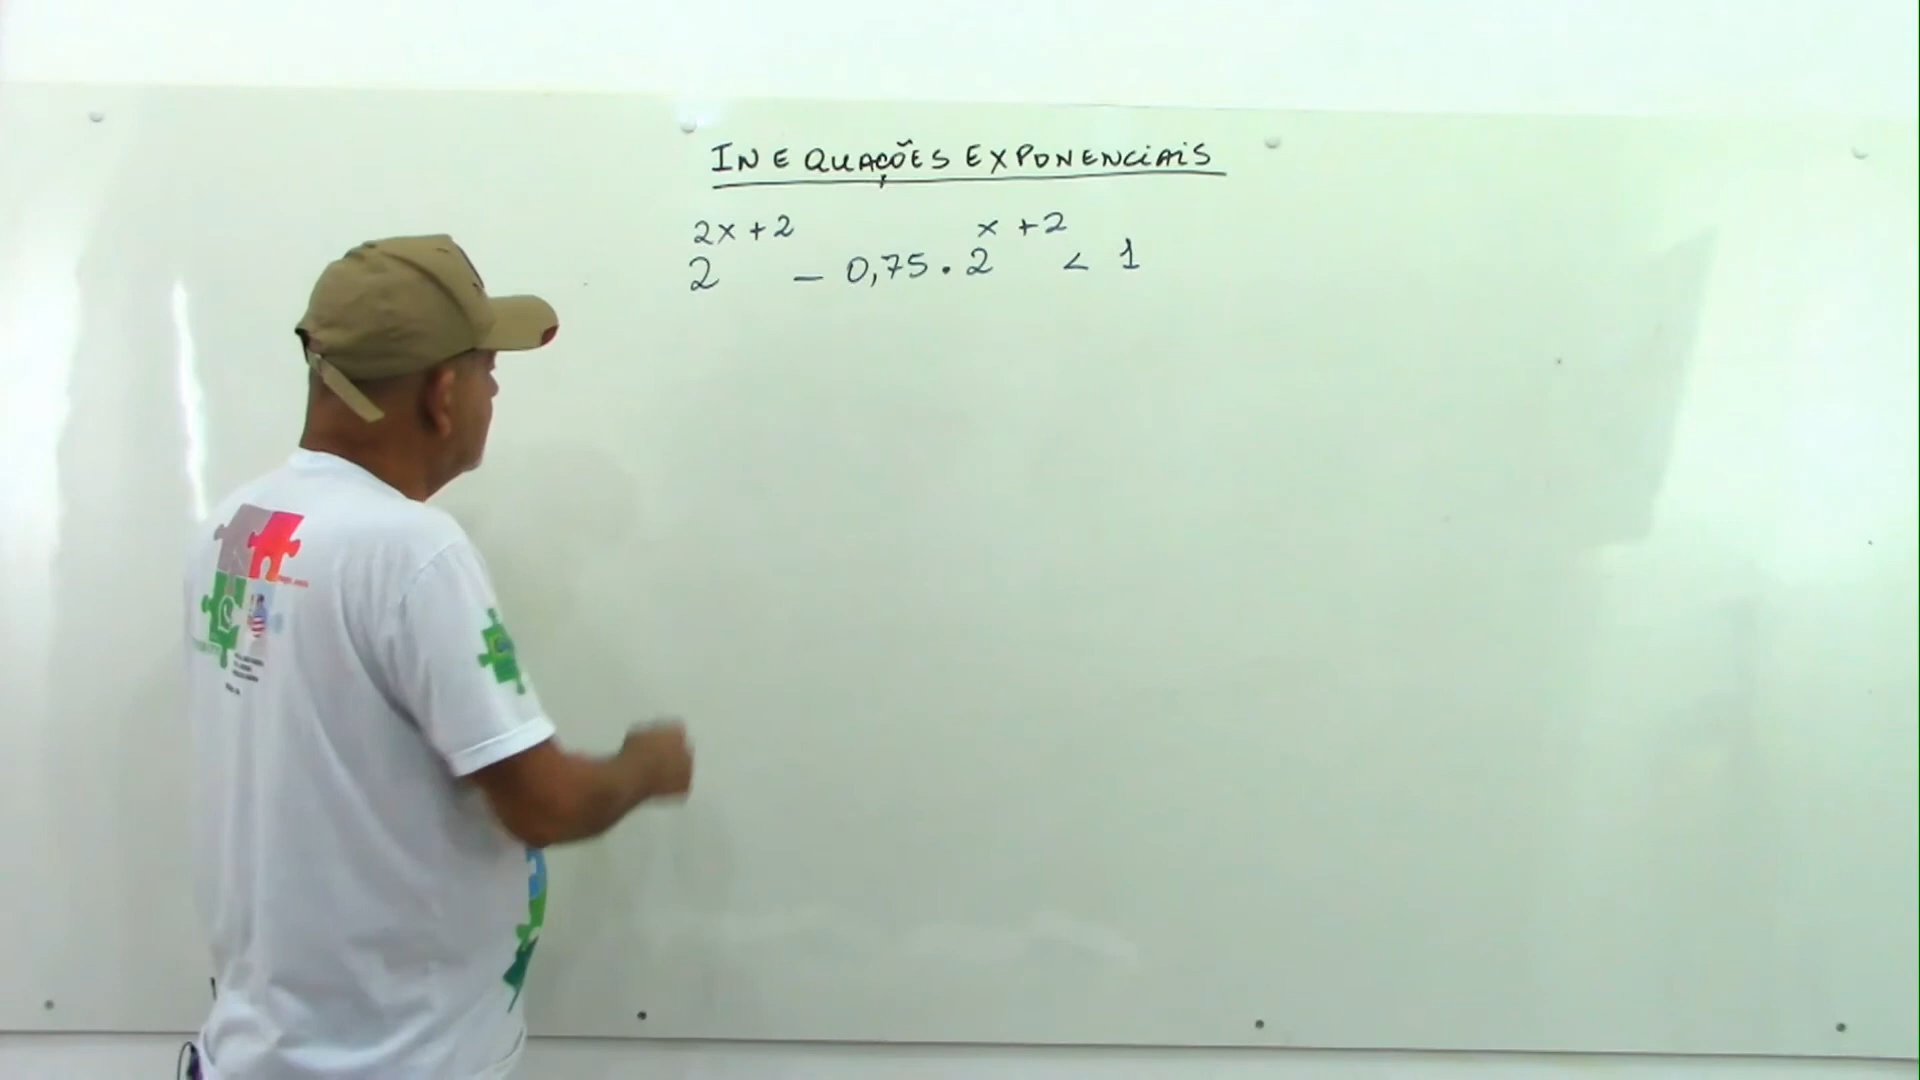 INEQUAÇÕES EXPONENCIAIS
2x+2 x+2
2 - 0,75 . 2 < 1